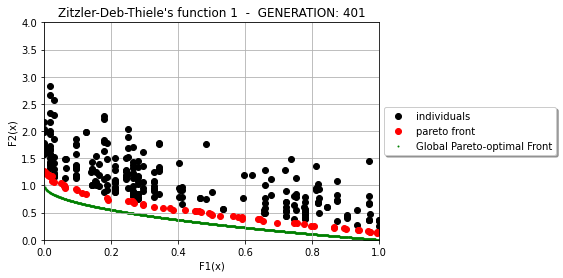 Zitzler-Deb-Thiele's function 1 - GENERATION: 401
4.0
3.5
3.0
2.5
2.0
1.5
1.0
0.5
0.0
F2(x)
0.0 0.2 0.4 0.6 0.8 1.0
F1(x)
individuals
pareto front
Global Pareto-optimal Front